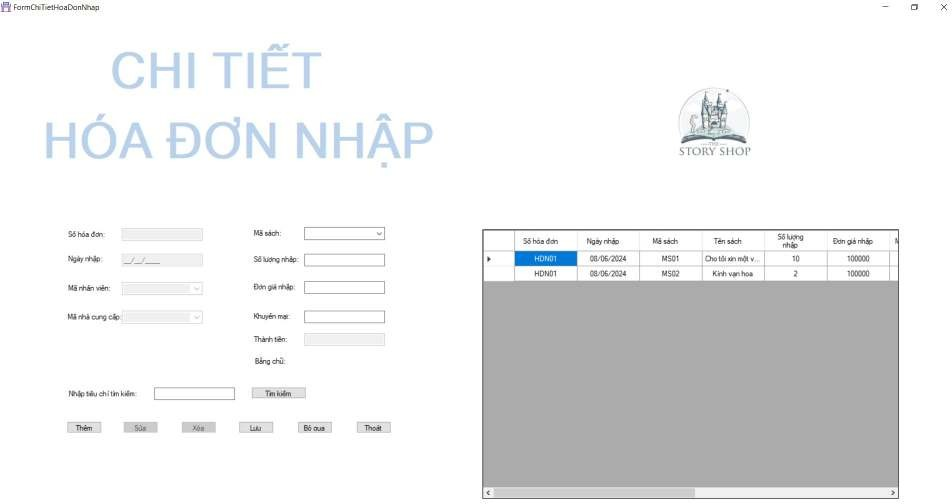 FormChiTietHoaDonNhap
CHI TIẾT
HÓA ĐƠN NHẬP
THE
STORY SHOP
Số hóa đơn:
Ngày nhập:
__/__/____
Mã nhân viên:
Mã nhà cung cấp:
Mã sách:
Số lượng nhập:
Đơn giá nhập:
Khuyến mại:
Thành tiền:
Bằng chữ:
Nhập tiêu chí tìm kiếm:
Tìm kiếm
Thêm Sửa Xóa Lưu Bỏ qua Thoát
Số hóa đơn Ngày nhập Mã sách Tên sách Số lượng nhập Đơn giá nhập M
HDN01 08/06/2024 MS01 Cho tôi xin một v... 10 100000
HDN01 08/06/2024 MS02 Kính vạn hoa 2 100000